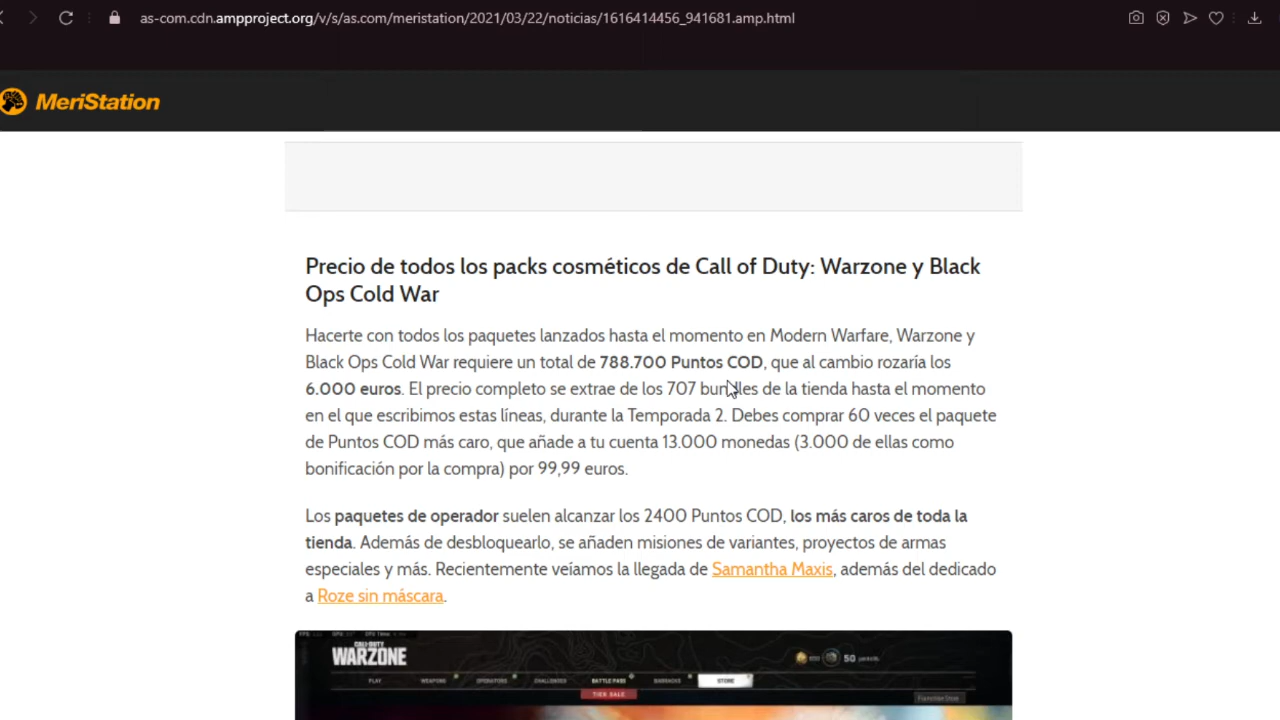 as-com.cdn.ampproject.org/v/s/as.com/meristation/2021/03/22/noticias/1616414456_941681.amp.html
MeriStation
Precio de todos los packs cosméticos de Call of Duty: Warzone y Black
Ops Cold War
Hacerte con todos los paquetes lanzados hasta el momento en Modern Warfare, Warzone y
Black Ops Cold War requiere un total de 788.700 Puntos COD, que al cambio rozaría los
6.000 euros. El precio completo se extrae de los 707 bundles de la tienda hasta el momento
en el que escribimos estas líneas, durante la Temporada 2. Debes comprar 60 veces el paquete
de Puntos COD más caro, que añade a tu cuenta 13.000 monedas (3.000 de ellas como
bonificación por la compra) por 99,99 euros.
Los paquetes de operador suelen alcanzar los 2400 Puntos COD, los más caros de toda la
tienda. Además de desbloquearlo, se añaden misiones de variantes, proyectos de armas
especiales y más. Recientemente veíamos la llegada de Samantha Maxis, además del dedicado
a Roze sin máscara.
CALL OF DUTY
WARZONE
50
PLAY WEAPONS OPERATORS CHALLENGES BATTLE PASS BARRACKS STORE
TIER SALE